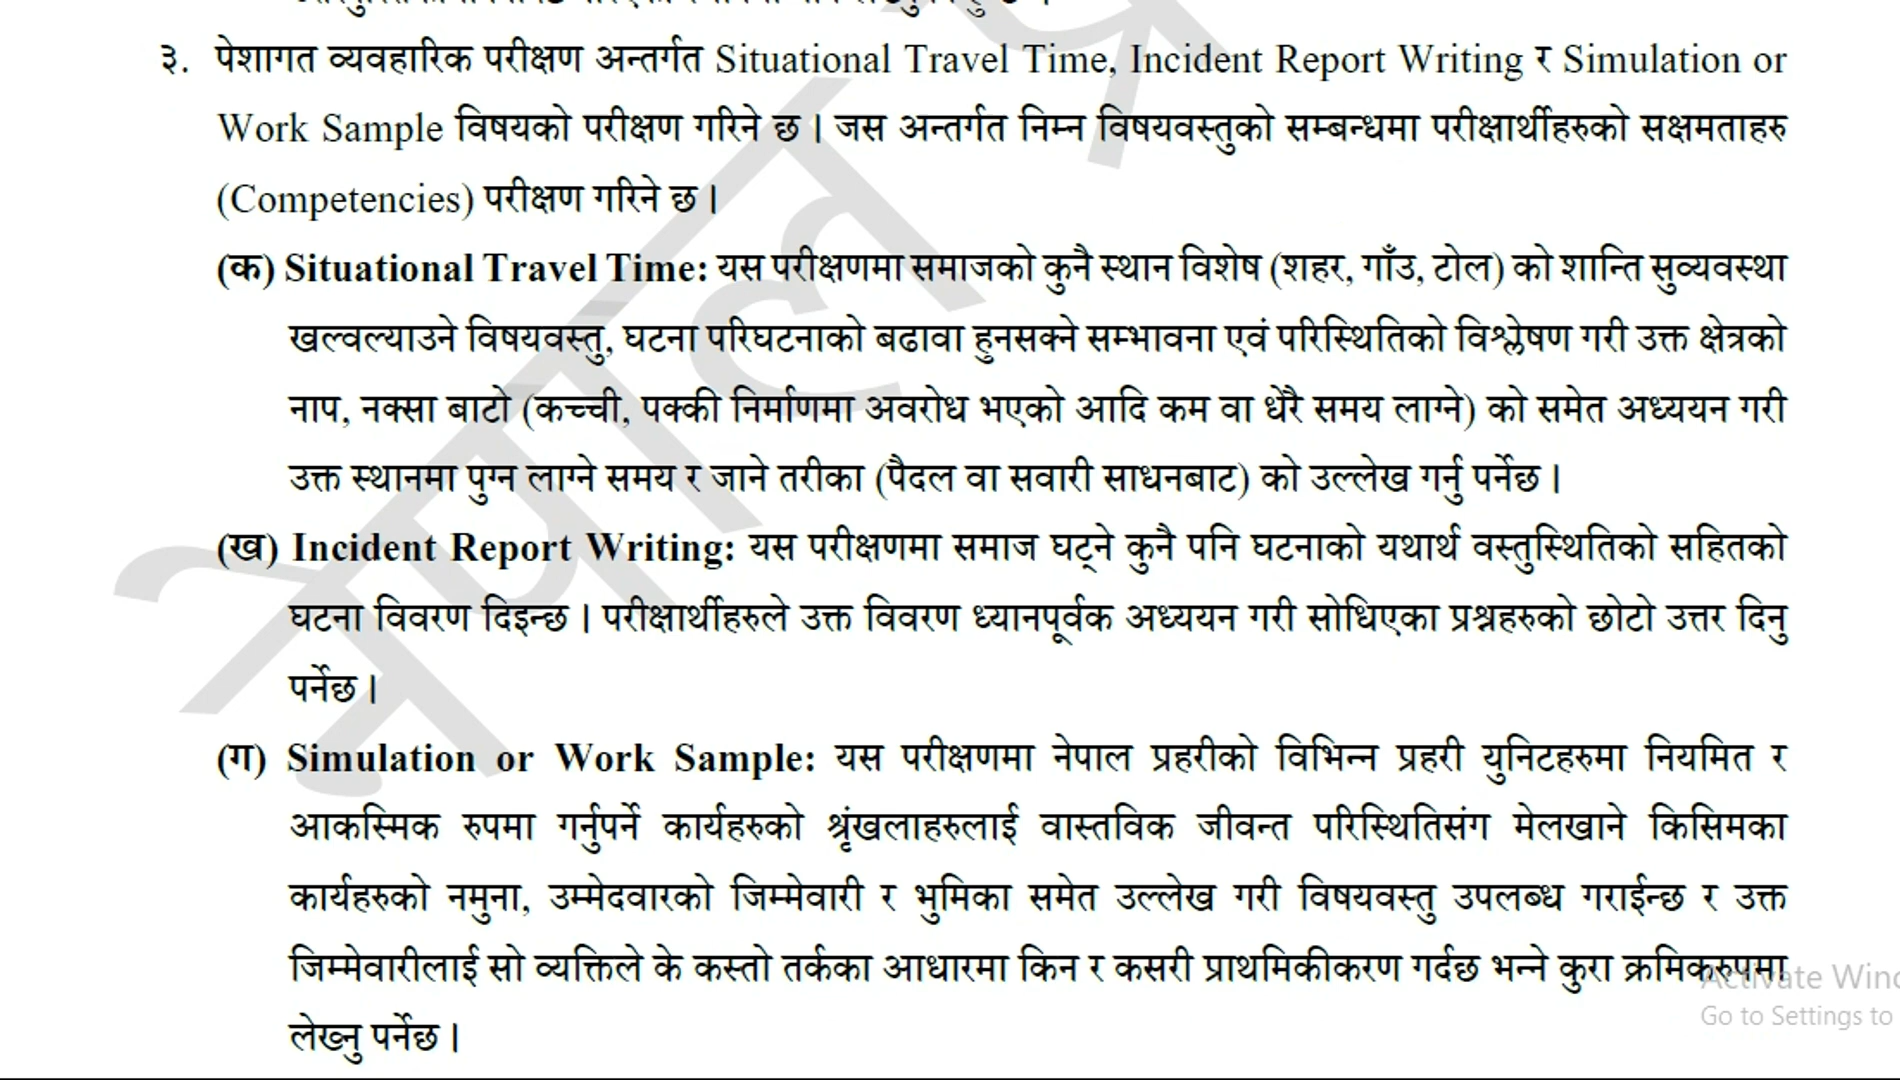 ३. पेशागत व्यवहारिक परीक्षण अन्तर्गत Situational Travel Time, Incident Report Writing र Simulation or
Work Sample विषयको परीक्षण गरिने छ । जस अन्तर्गत निम्न विषयवस्तुको सम्बन्धमा परीक्षार्थीहरुको सक्षमताहरु
(Competencies) परीक्षण गरिने छ ।
(क) Situational Travel Time: यस परीक्षणमा समाजको कुनै स्थान विशेष (शहर, गाँउ, टोल) को शान्ति सुव्यवस्था
खल्वल्याउने विषयवस्तु, घटना परिघटनाको बढावा हुनसक्ने सम्भावना एवं परिस्थितिको विश्लेषण गरी उक्त क्षेत्रको
नाप, नक्सा बाटो (कच्ची, पक्की निर्माणमा अवरोध भएको आदि कम वा धेरै समय लाग्ने) को समेत अध्ययन गरी
उक्त स्थानमा पुग्न लाग्ने समय र जाने तरीका (पैदल वा सवारी साधनबाट) को उल्लेख गर्नु पर्नेछ ।
(ख) Incident Report Writing: यस परीक्षणमा समाज घट्ने कुनै पनि घटनाको यथार्थ वस्तुस्थितिको सहितको
घटना विवरण दिइन्छ । परीक्षार्थीहरुले उक्त विवरण ध्यानपूर्वक अध्ययन गरी सोधिएका प्रश्नहरुको छोटो उत्तर दिनु
पर्नेछ ।
(ग) Simulation or Work Sample: यस परीक्षणमा नेपाल प्रहरीको विभिन्न प्रहरी युनिटहरुमा नियमित र
आकस्मिक रुपमा गर्नुपर्ने कार्यहरुको श्रृंखलाहरुलाई वास्तविक जीवन्त परिस्थितिसंग मेलखाने किसिमका
कार्यहरुको नमुना, उम्मेदवारको जिम्मेवारी र भुमिका समेत उल्लेख गरी विषयवस्तु उपलब्ध गराईन्छ र उक्त
जिम्मेवारीलाई सो व्यक्तिले के कस्तो तर्कका आधारमा किन र कसरी प्राथमिकीकरण गर्दछ भन्ने कुरा क्रमिकरुपमा
लेख्नु पर्नेछ ।
नेपाल
Activate Wind
Go to Settings to